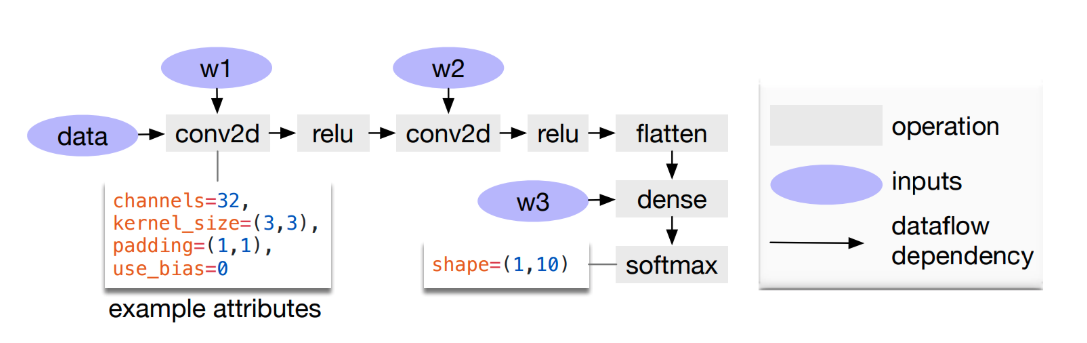 w1
w2
data
conv2d
relu
conv2d
relu
flatten
w3
dense
softmax
channels=32,
kernel_size=(3,3),
padding=(1,1),
use_bias=0
example attributes
shape=(1,10)
operation
inputs
dataflow
dependency